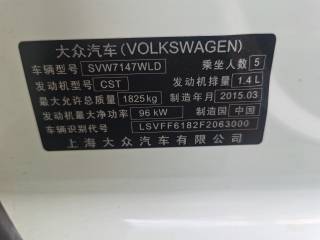 大众汽车(VOLKSWAGEN)
车辆型号 SVW7147WLD 乘坐人数 5
发动机型号 CST 发动机排量 1.4 L
最大允许总质量 1825 kg 制造年月 2015.03
发动机最大净功率 96 kW 制造国 中国
车辆识别代号 LSVFF6182F2063000
上海大众汽车有限公司